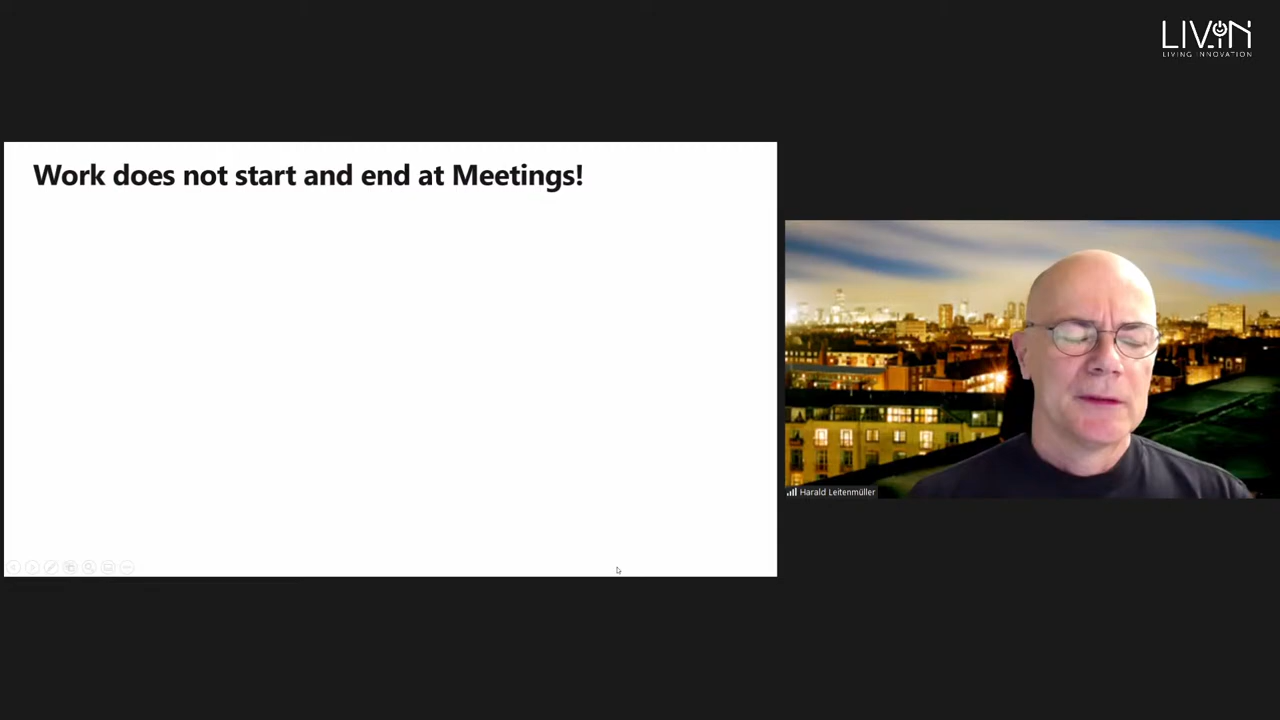 LIVIN
LIVING INNOVATION
Work does not start and end at Meetings!
Harald Leitenmüller